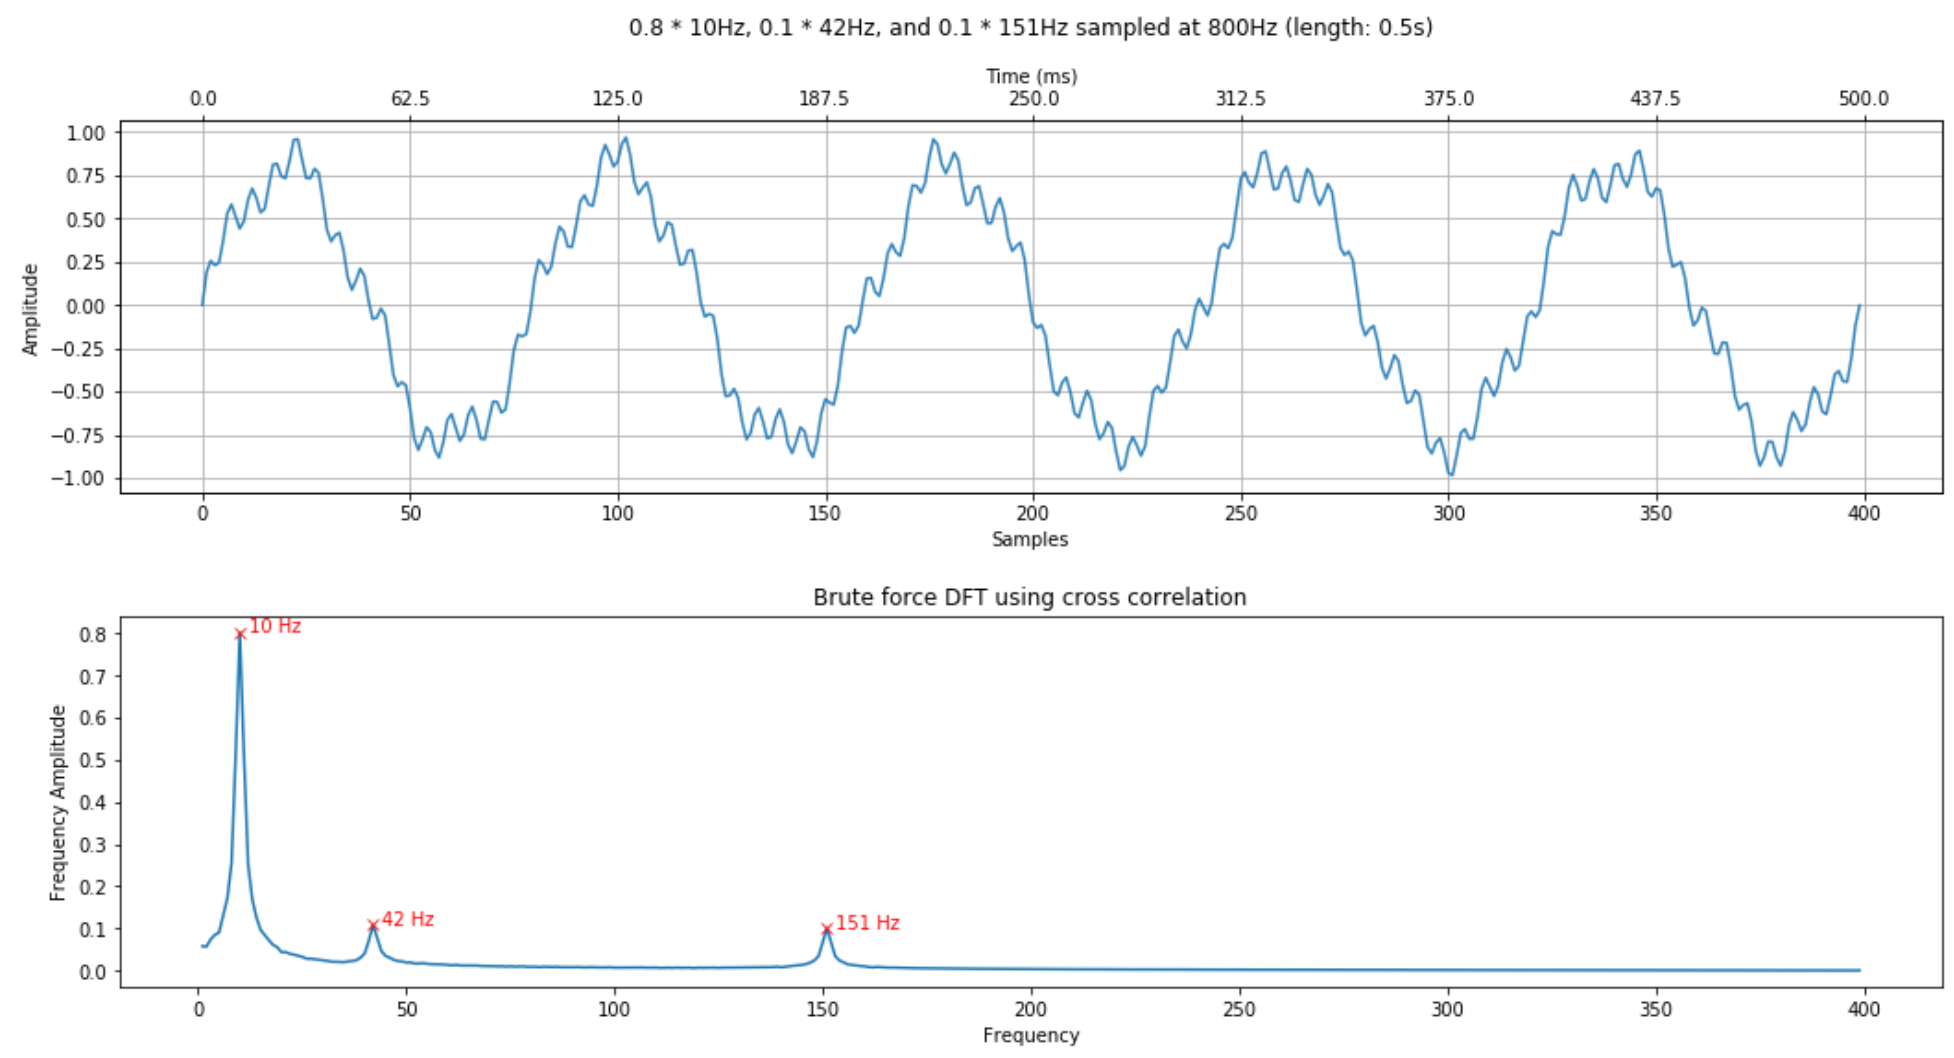 0.8 * 10Hz, 0.1 * 42Hz, and 0.1 * 151Hz sampled at 800Hz (length: 0.5s)
Time (ms)
0.0 62.5 125.0 187.5 250.0 312.5 375.0 437.5 500.0
1.00
0.75
0.50
0.25
0.00
−0.25
−0.50
−0.75
−1.00
Amplitude
0 50 100 150 200 250 300 350 400
Samples
Brute force DFT using cross correlation
0.8
0.7
0.6
0.5
0.4
0.3
0.2
0.1
0.0
Frequency Amplitude
10 Hz
42 Hz
151 Hz
0 50 100 150 200 250 300 350 400
Frequency